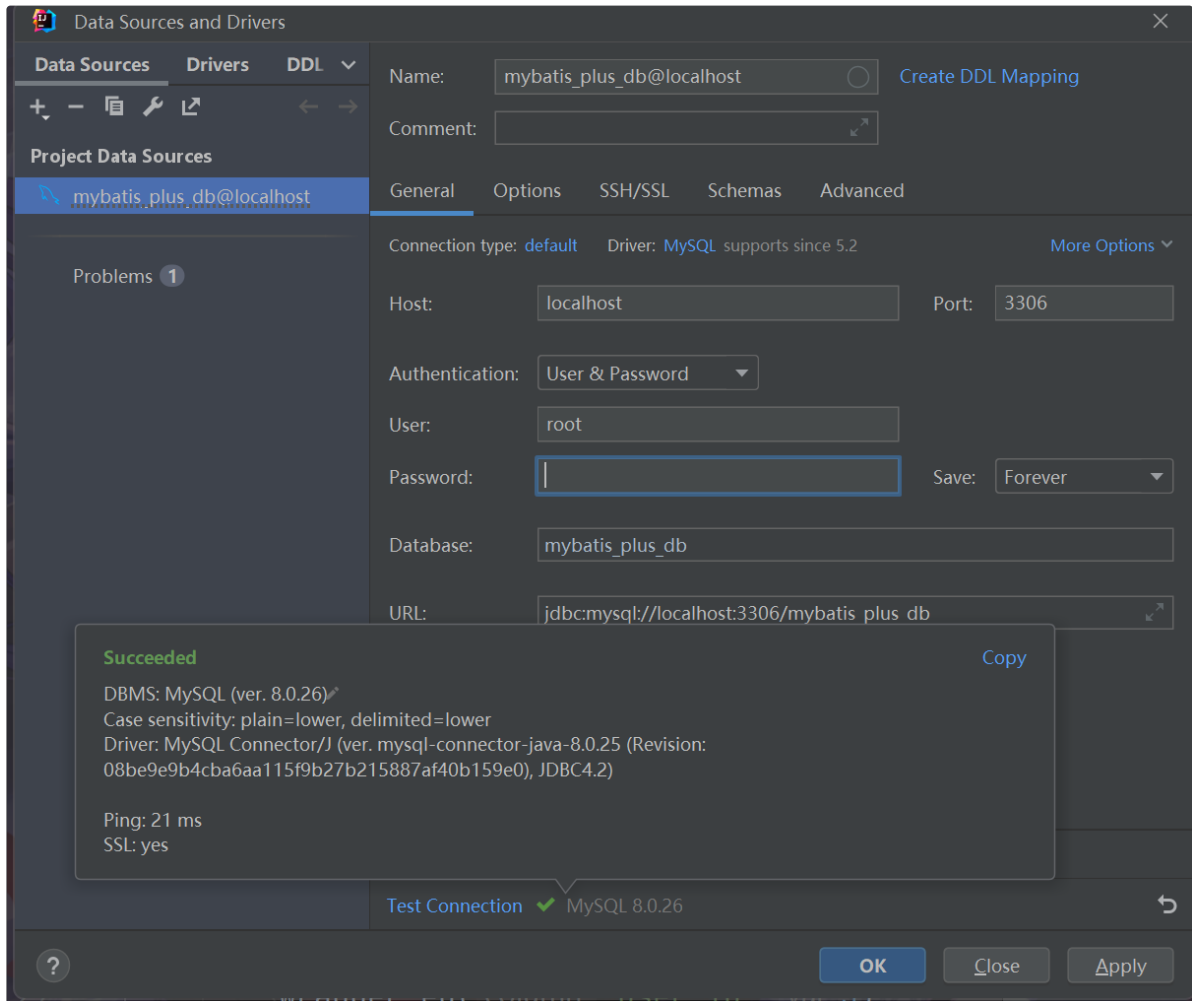 Data Sources and Drivers
Data Sources Drivers DDL
Project Data Sources
mybatis_plus_db@localhost
Problems 1
Name: mybatis_plus_db@localhost Create DDL Mapping
Comment:
General Options SSH/SSL Schemas Advanced
Connection type: default Driver: MySQL supports since 5.2 More Options
Host: localhost Port: 3306
Authentication: User & Password
User: root
Password: Save: Forever
Database: mybatis_plus_db
URL: jdbc:mysql://localhost:3306/mybatis_plus_db
Succeeded Copy
DBMS: MySQL (ver. 8.0.26)
Case sensitivity: plain=lower, delimited=lower
Driver: MySQL Connector/J (ver. mysql-connector-java-8.0.25 (Revision:
08be9e9b4cba6aa115f9b27b215887af40b159e0), JDBC4.2)
Ping: 21 ms
SSL: yes
Test Connection MySQL 8.0.26
? OK Close Apply